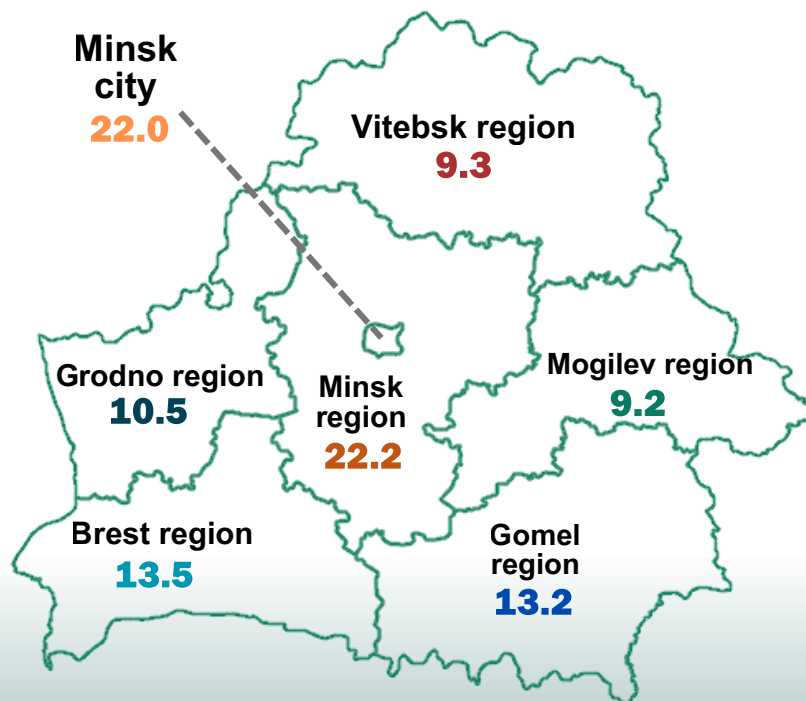 Minsk
city
22.0
Vitebsk region
9.3
Grodno region
10.5
Minsk
region
22.2
Mogilev region
9.2
Brest region
13.5
Gomel
region
13.2